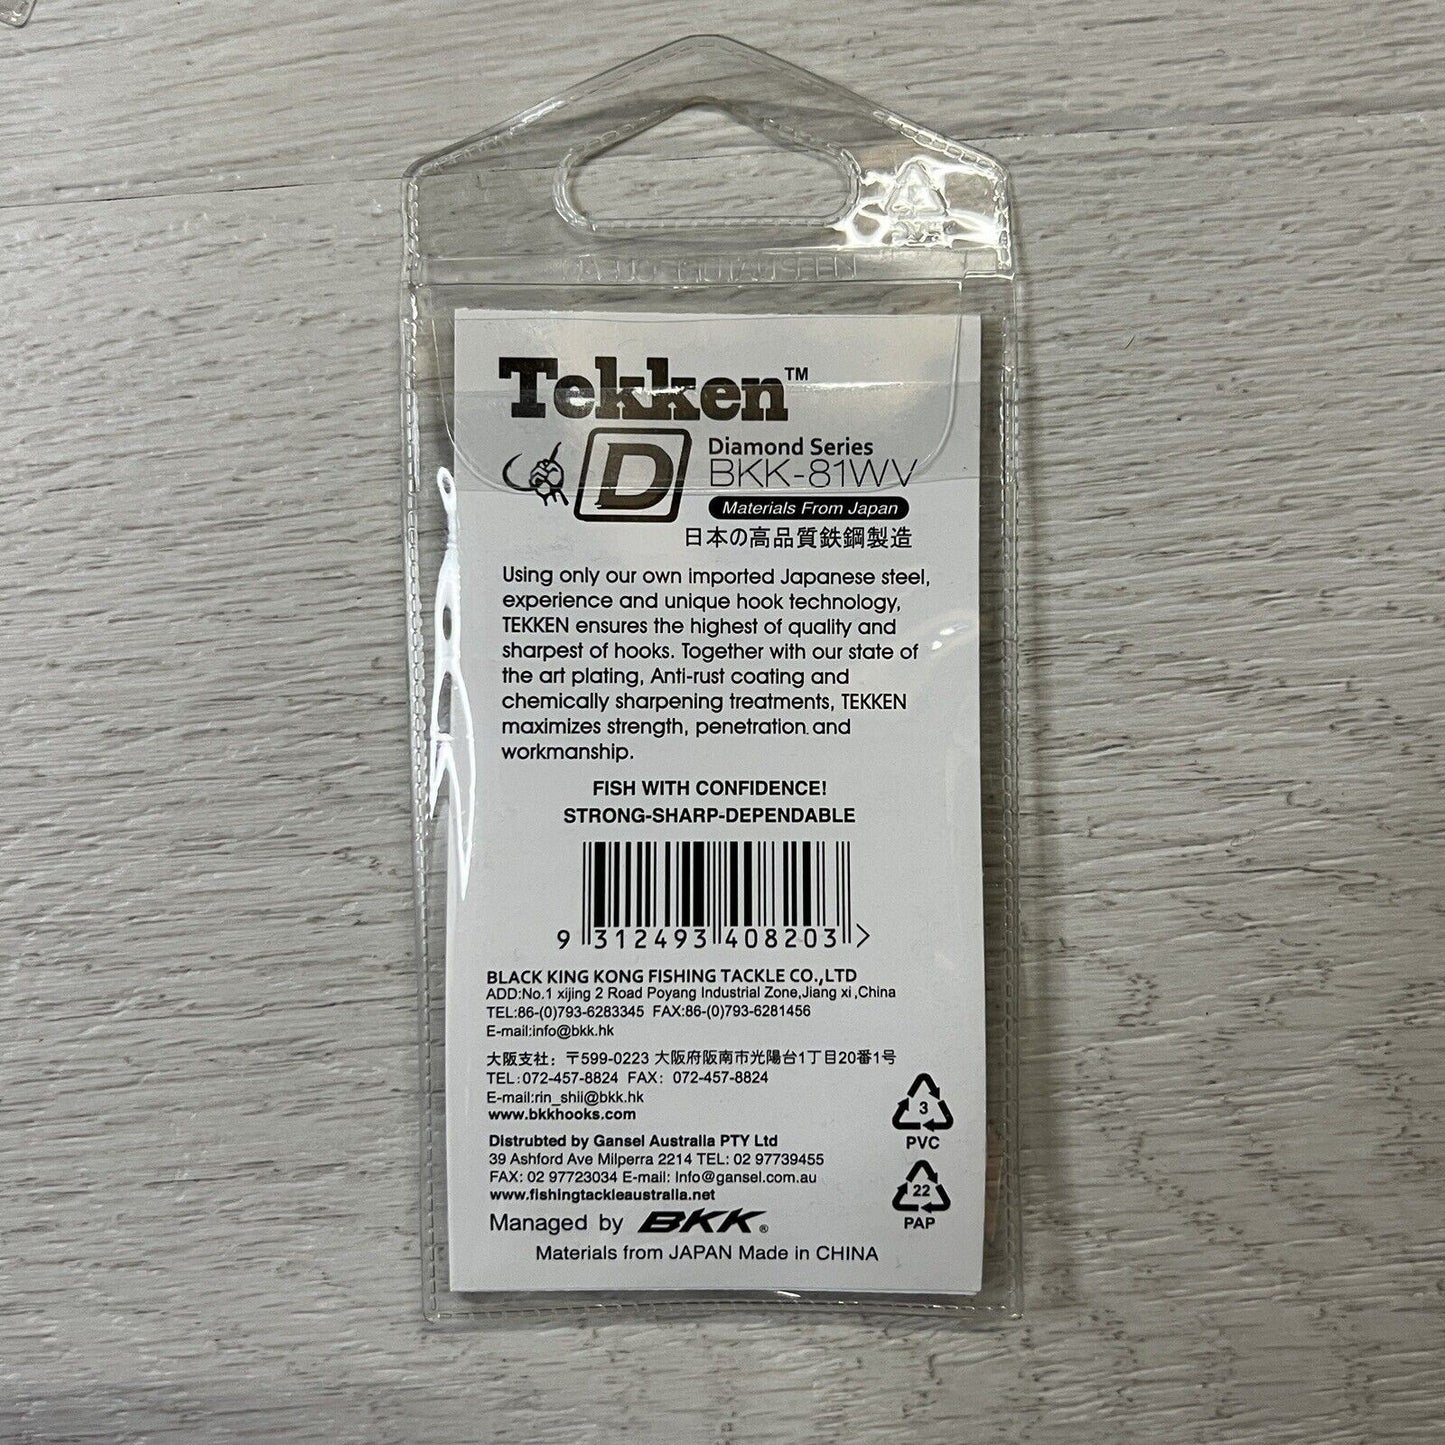 Tekken™
D
Diamond Series
BKK-81WV
Materials From Japan
日本の高品質鉄鋼製造
Using only our own imported Japanese steel,
experience and unique hook technology,
TEKKEN ensures the highest of quality and
sharpest of hooks. Together with our state of
the art plating, Anti-rust coating and
chemically sharpening treatments, TEKKEN
maximizes strength, penetration and
workmanship.
FISH WITH CONFIDENCE!
STRONG-SHARP-DEPENDABLE
9 312493 408203 >
BLACK KING KONG FISHING TACKLE CO.,LTD
ADD:No.1 xijing 2 Road Poyang Industrial Zone,Jiang xi,China
TEL:86-(0)793-6283345 FAX:86-(0)793-6281456
E-mail:info@bkk.hk
大阪支社：〒599-0223 大阪府阪南市光陽台1丁目20番1号
TEL:072-457-8824 FAX: 072-457-8824
E-mail:rin_shii@bkk.hk
www.bkkhooks.com
Distrubted by Gansel Australia PTY Ltd
39 Ashford Ave Milperra 2214 TEL: 02 97739455
FAX: 02 97723034 E-mail: Info@gansel.com.au
www.fishingtackleaustralia.net
3
PVC
22
PAP
Managed by BKK®
Materials from JAPAN Made in CHINA